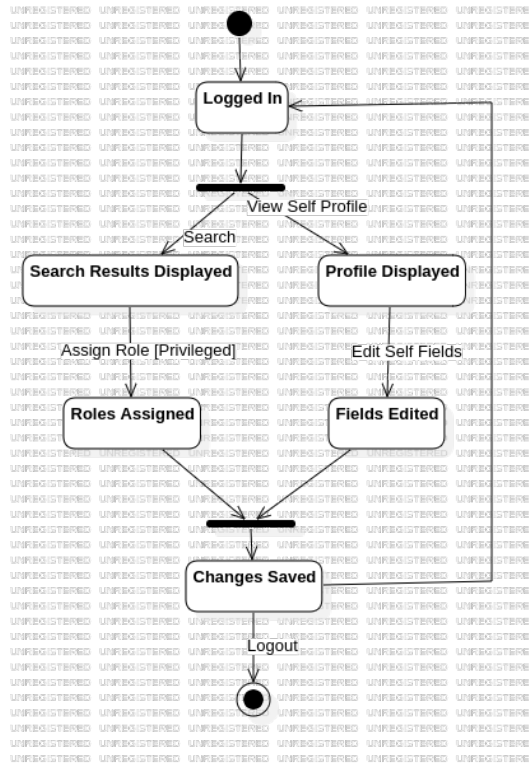 Logged In
View Self Profile
Search
Search Results Displayed
Profile Displayed
Assign Role [Privileged]
Edit Self Fields
Roles Assigned
Fields Edited
Changes Saved
Logout
UNREGISTERED